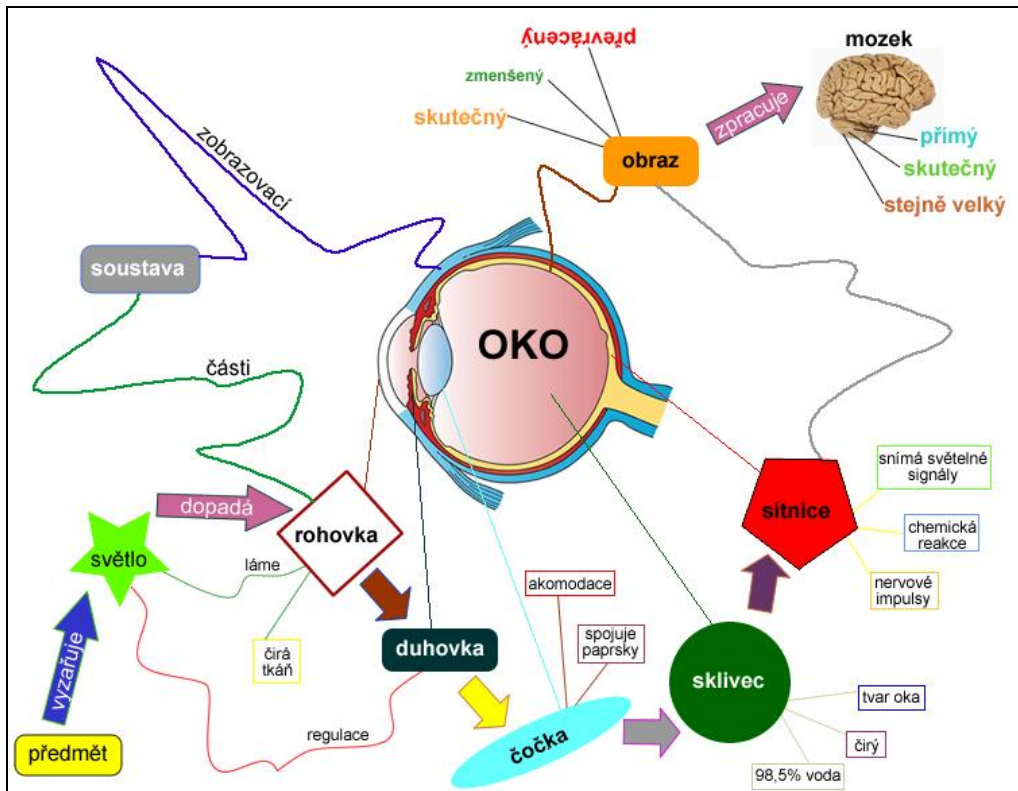 převrácený
mozek
zmenšený
skutečný
zpracuje
obraz
přímý
skutečný
stejně velký
zobrazovací
soustava
OKO
části
snímá světelné
signály
dopadá
sítnice
rohovka
chemická
reakce
světlo
láme
nervové
impulsy
akomodace
vyzařuje
čirá
tkáň
duhovka
spojuje
paprsky
sklivec
tvar oka
regulace
předmět
čočka
čirý
98,5% voda